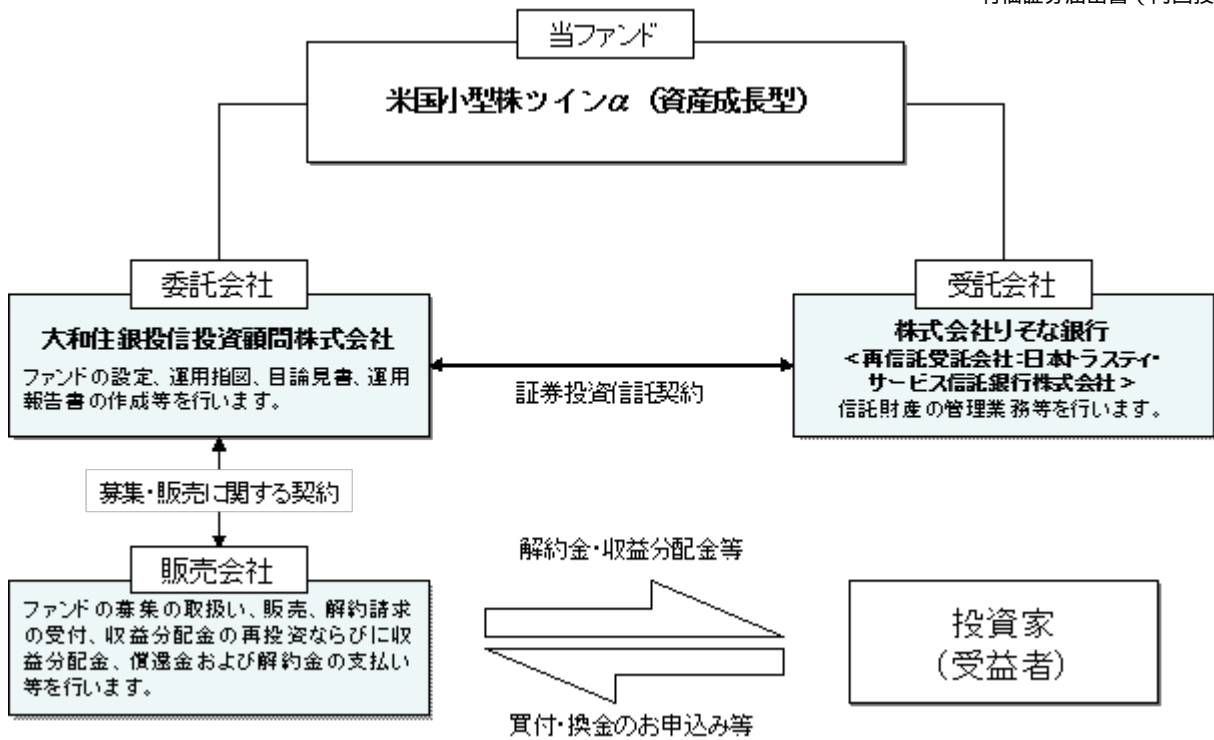 当ファンド
米国小型株ツインα（資産成長型）
委託会社
大和住銀投信投資顧問株式会社
ファンドの設定、運用指図、目論見書、運用
報告書の作成等を行います。
証券投資信託契約
受託会社
株式会社りそな銀行
＜再信託受託会社：日本トラスティ・
サービス信託銀行株式会社＞
信託財産の管理業務等を行います。
募集・販売に関する契約
販売会社
ファンドの募集の取扱い、販売、解約請求
の受付、収益分配金の再投資ならびに収
益分配金、償還金および解約金の支払い
等を行います。
解約金・収益分配金等
買付・換金のお申込み等
投資家
（受益者）